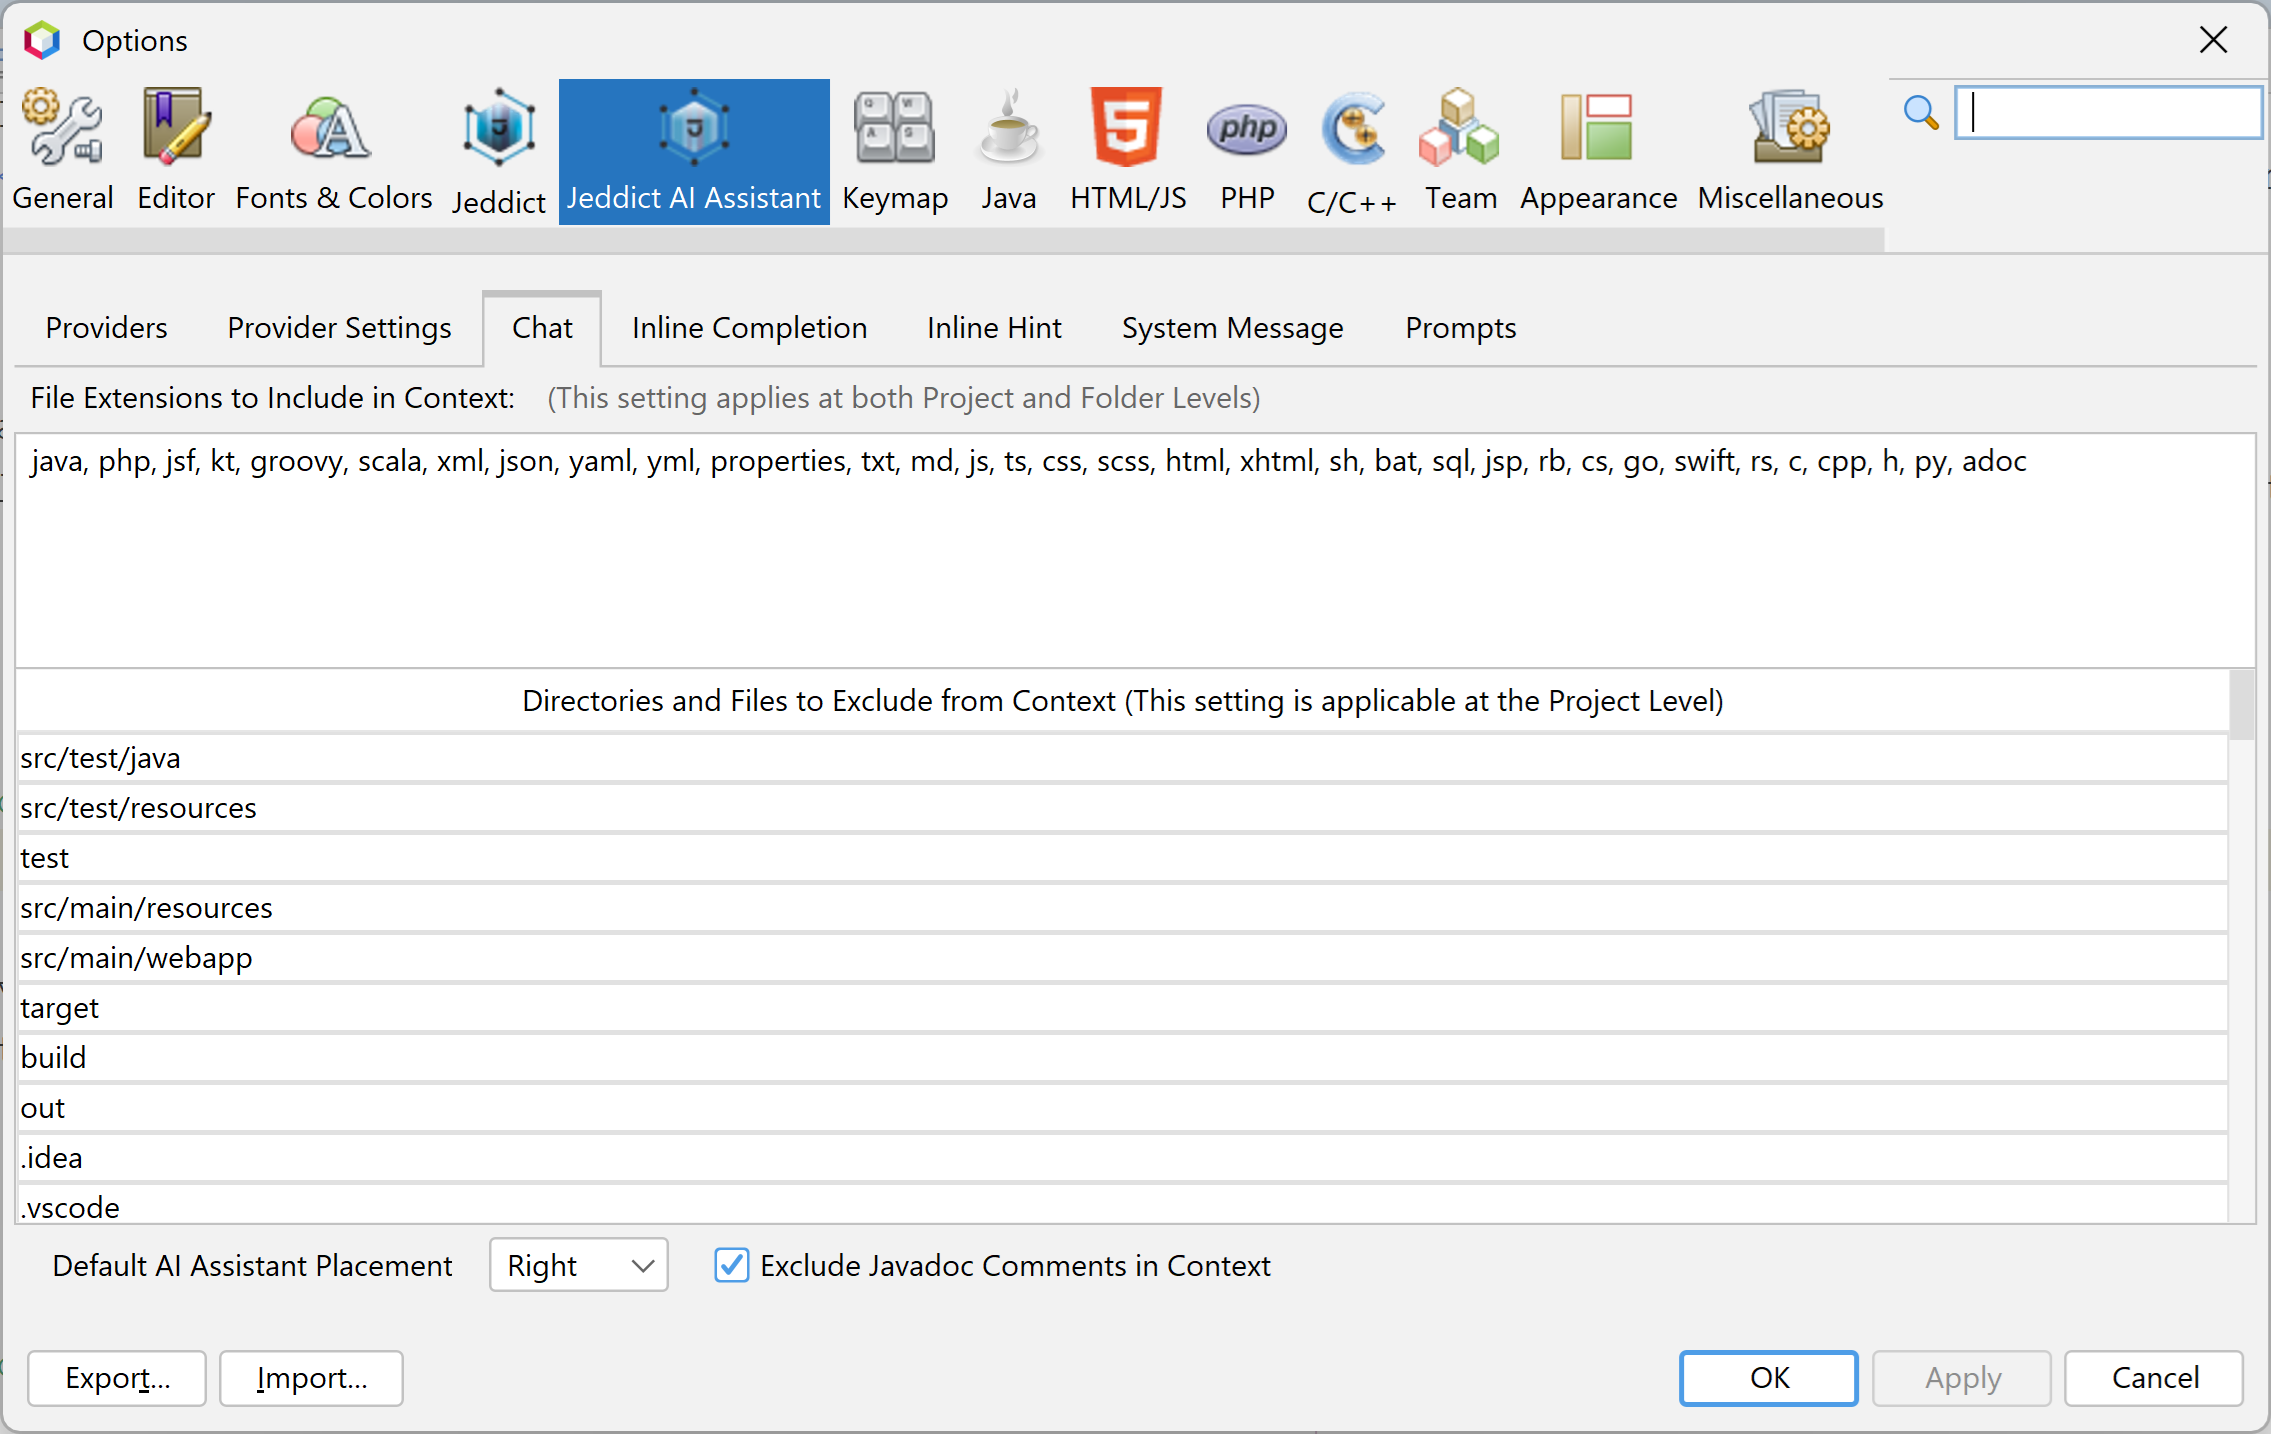 Options
General Editor Fonts & Colors Jeddict Jeddict AI Assistant Keymap Java HTML/JS PHP C/C++ Team Appearance Miscellaneous
Providers Provider Settings Chat Inline Completion Inline Hint System Message Prompts
File Extensions to Include in Context: (This setting applies at both Project and Folder Levels)
java, php, jsf, kt, groovy, scala, xml, json, yaml, yml, properties, txt, md, js, ts, css, scss, html, xhtml, sh, bat, sql, jsp, rb, cs, go, swift, rs, c, cpp, h, py, adoc
Directories and Files to Exclude from Context (This setting is applicable at the Project Level)
src/test/java
src/test/resources
test
src/main/resources
src/main/webapp
target
build
out
.idea
.vscode
Default AI Assistant Placement Right Exclude Javadoc Comments in Context
Export... Import... OK Apply Cancel